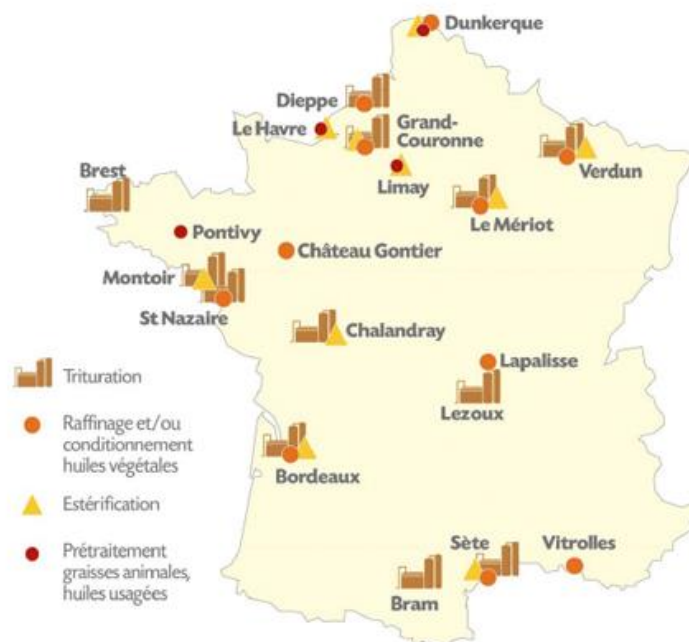 Dunkerque
Dieppe
Le Havre
Grand-
Couronne
Verdun
Brest
Limay
Le Mériot
Pontivy
Château Gontier
Montoir
St Nazaire
Chalandray
Lapalisse
Trituration
Lezoux
Raffinage et/ou
conditionnement
huiles végétales
Bordeaux
Estérification
Sète
Vitrolles
Prétraitement
graisses animales,
huiles usagées
Bram